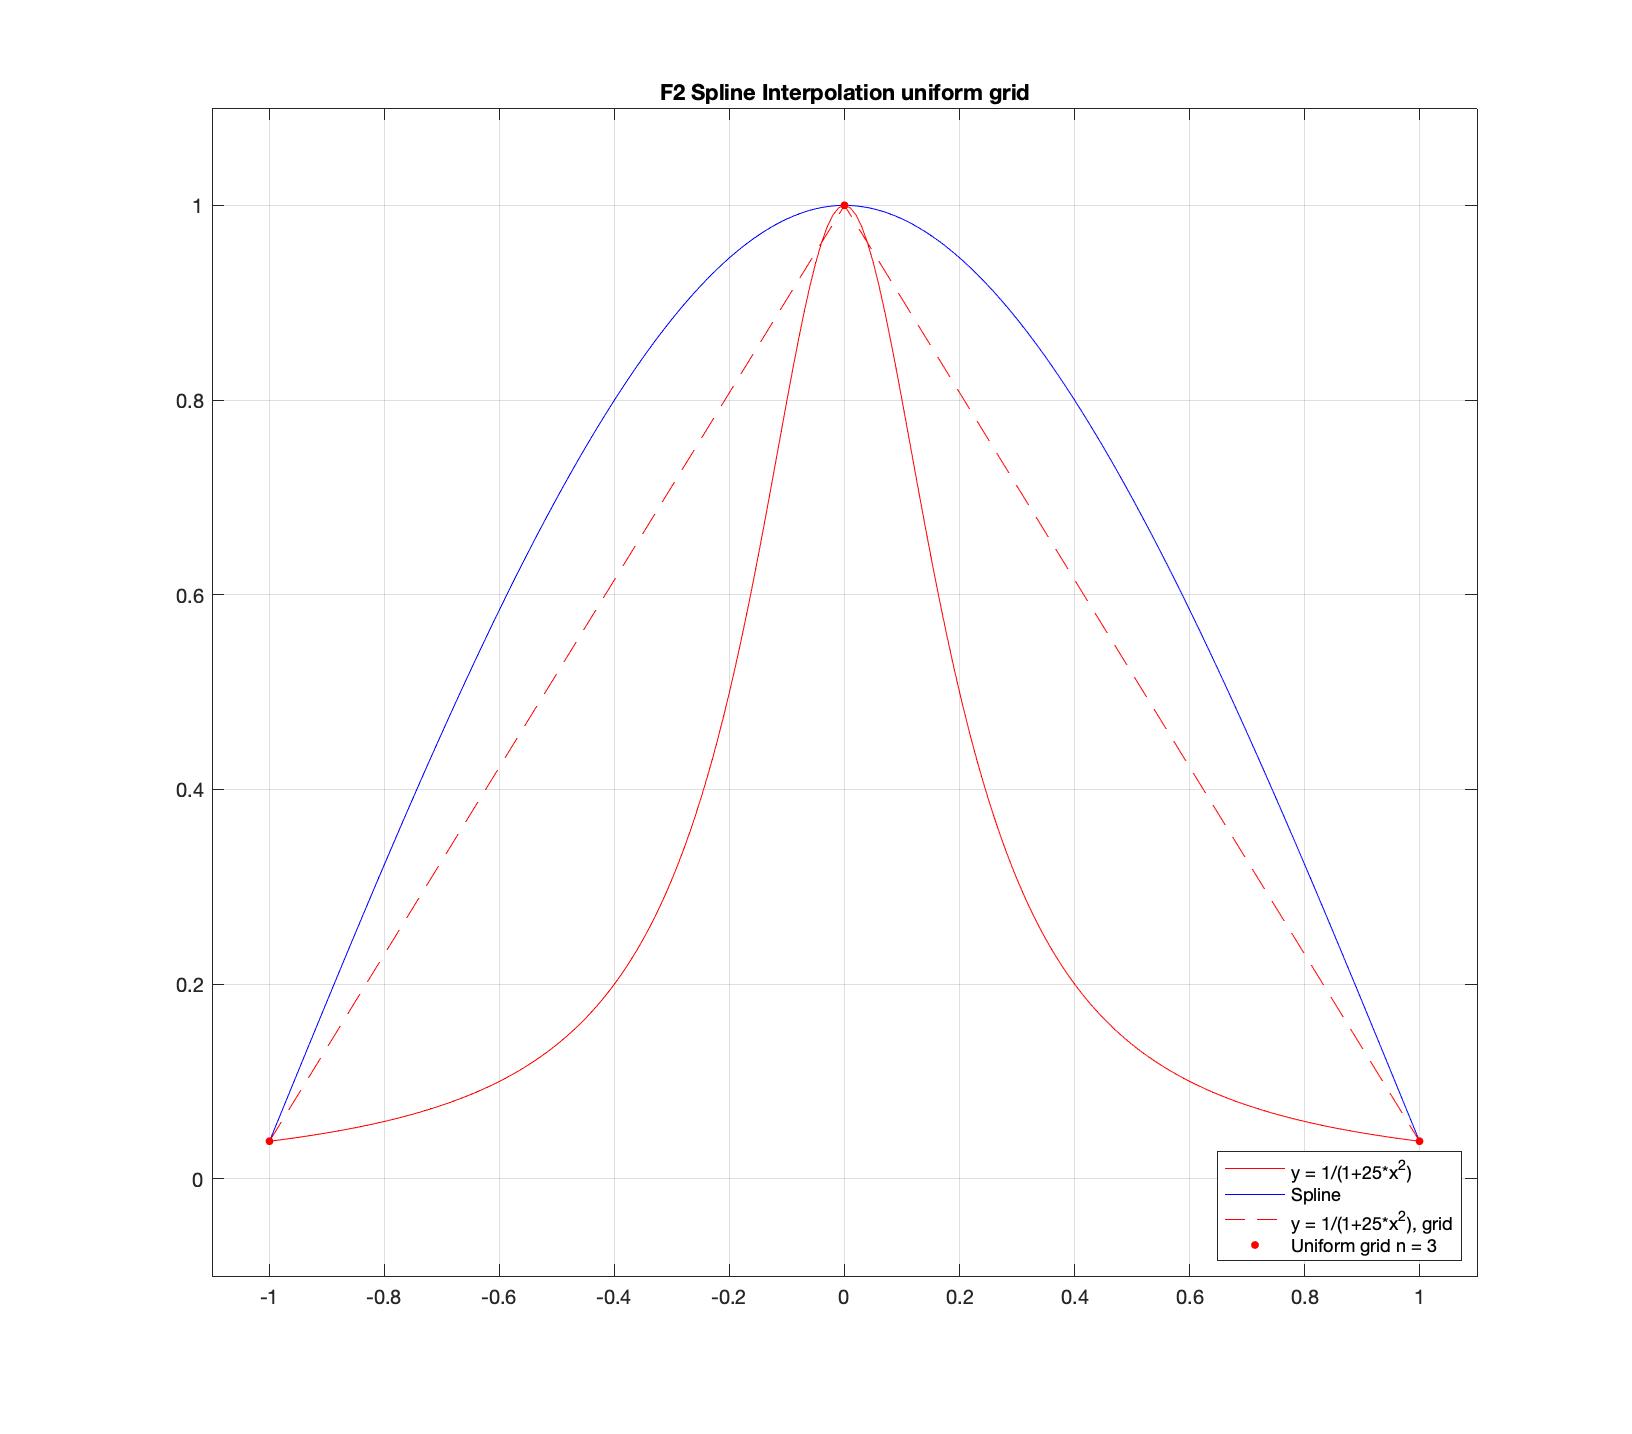 F2 Spline Interpolation uniform grid
1
0.8
0.6
0.4
0.2
0
-1 -0.8 -0.6 -0.4 -0.2 0 0.2 0.4 0.6 0.8 1
y = 1/(1+25*x²)
Spline
y = 1/(1+25*x²), grid
Uniform grid n = 3